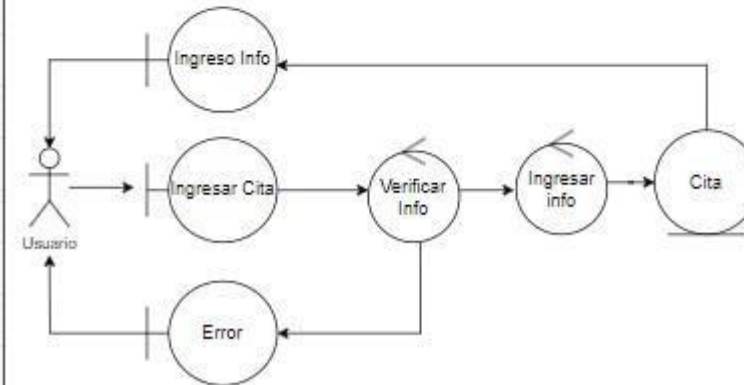 Ingreso Info
Ingresar Cita
Verificar
Info
Ingresar
info
Cita
Usuario
Error